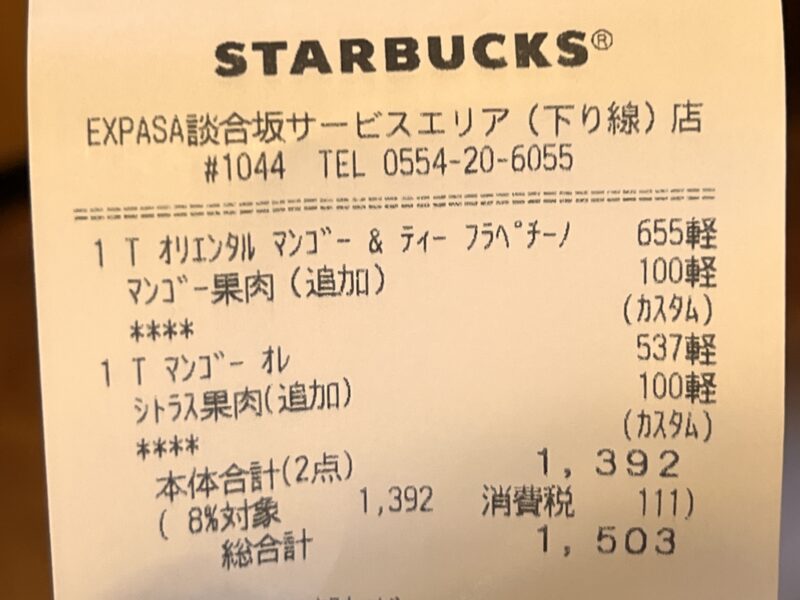 STARBUCKS®
EXPASA談合坂サービスエリア（下り線）店
#1044 TEL 0554-20-6055
1 T ｵﾘｴﾝﾀﾙ ﾏﾝｺﾞｰ & ﾃｨｰ ﾌﾗﾍﾟﾁｰﾉ 655軽
ﾏﾝｺﾞｰ果肉（追加） 100軽
(ｶｽﾀﾑ)
****
1 T ﾏﾝｺﾞｰ ｵﾚ 537軽
ｼﾄﾗｽ果肉(追加) 100軽
(ｶｽﾀﾑ)
****
本体合計(2点) 1,392
( 8%対象 1,392 消費税 111)
総合計 1,503